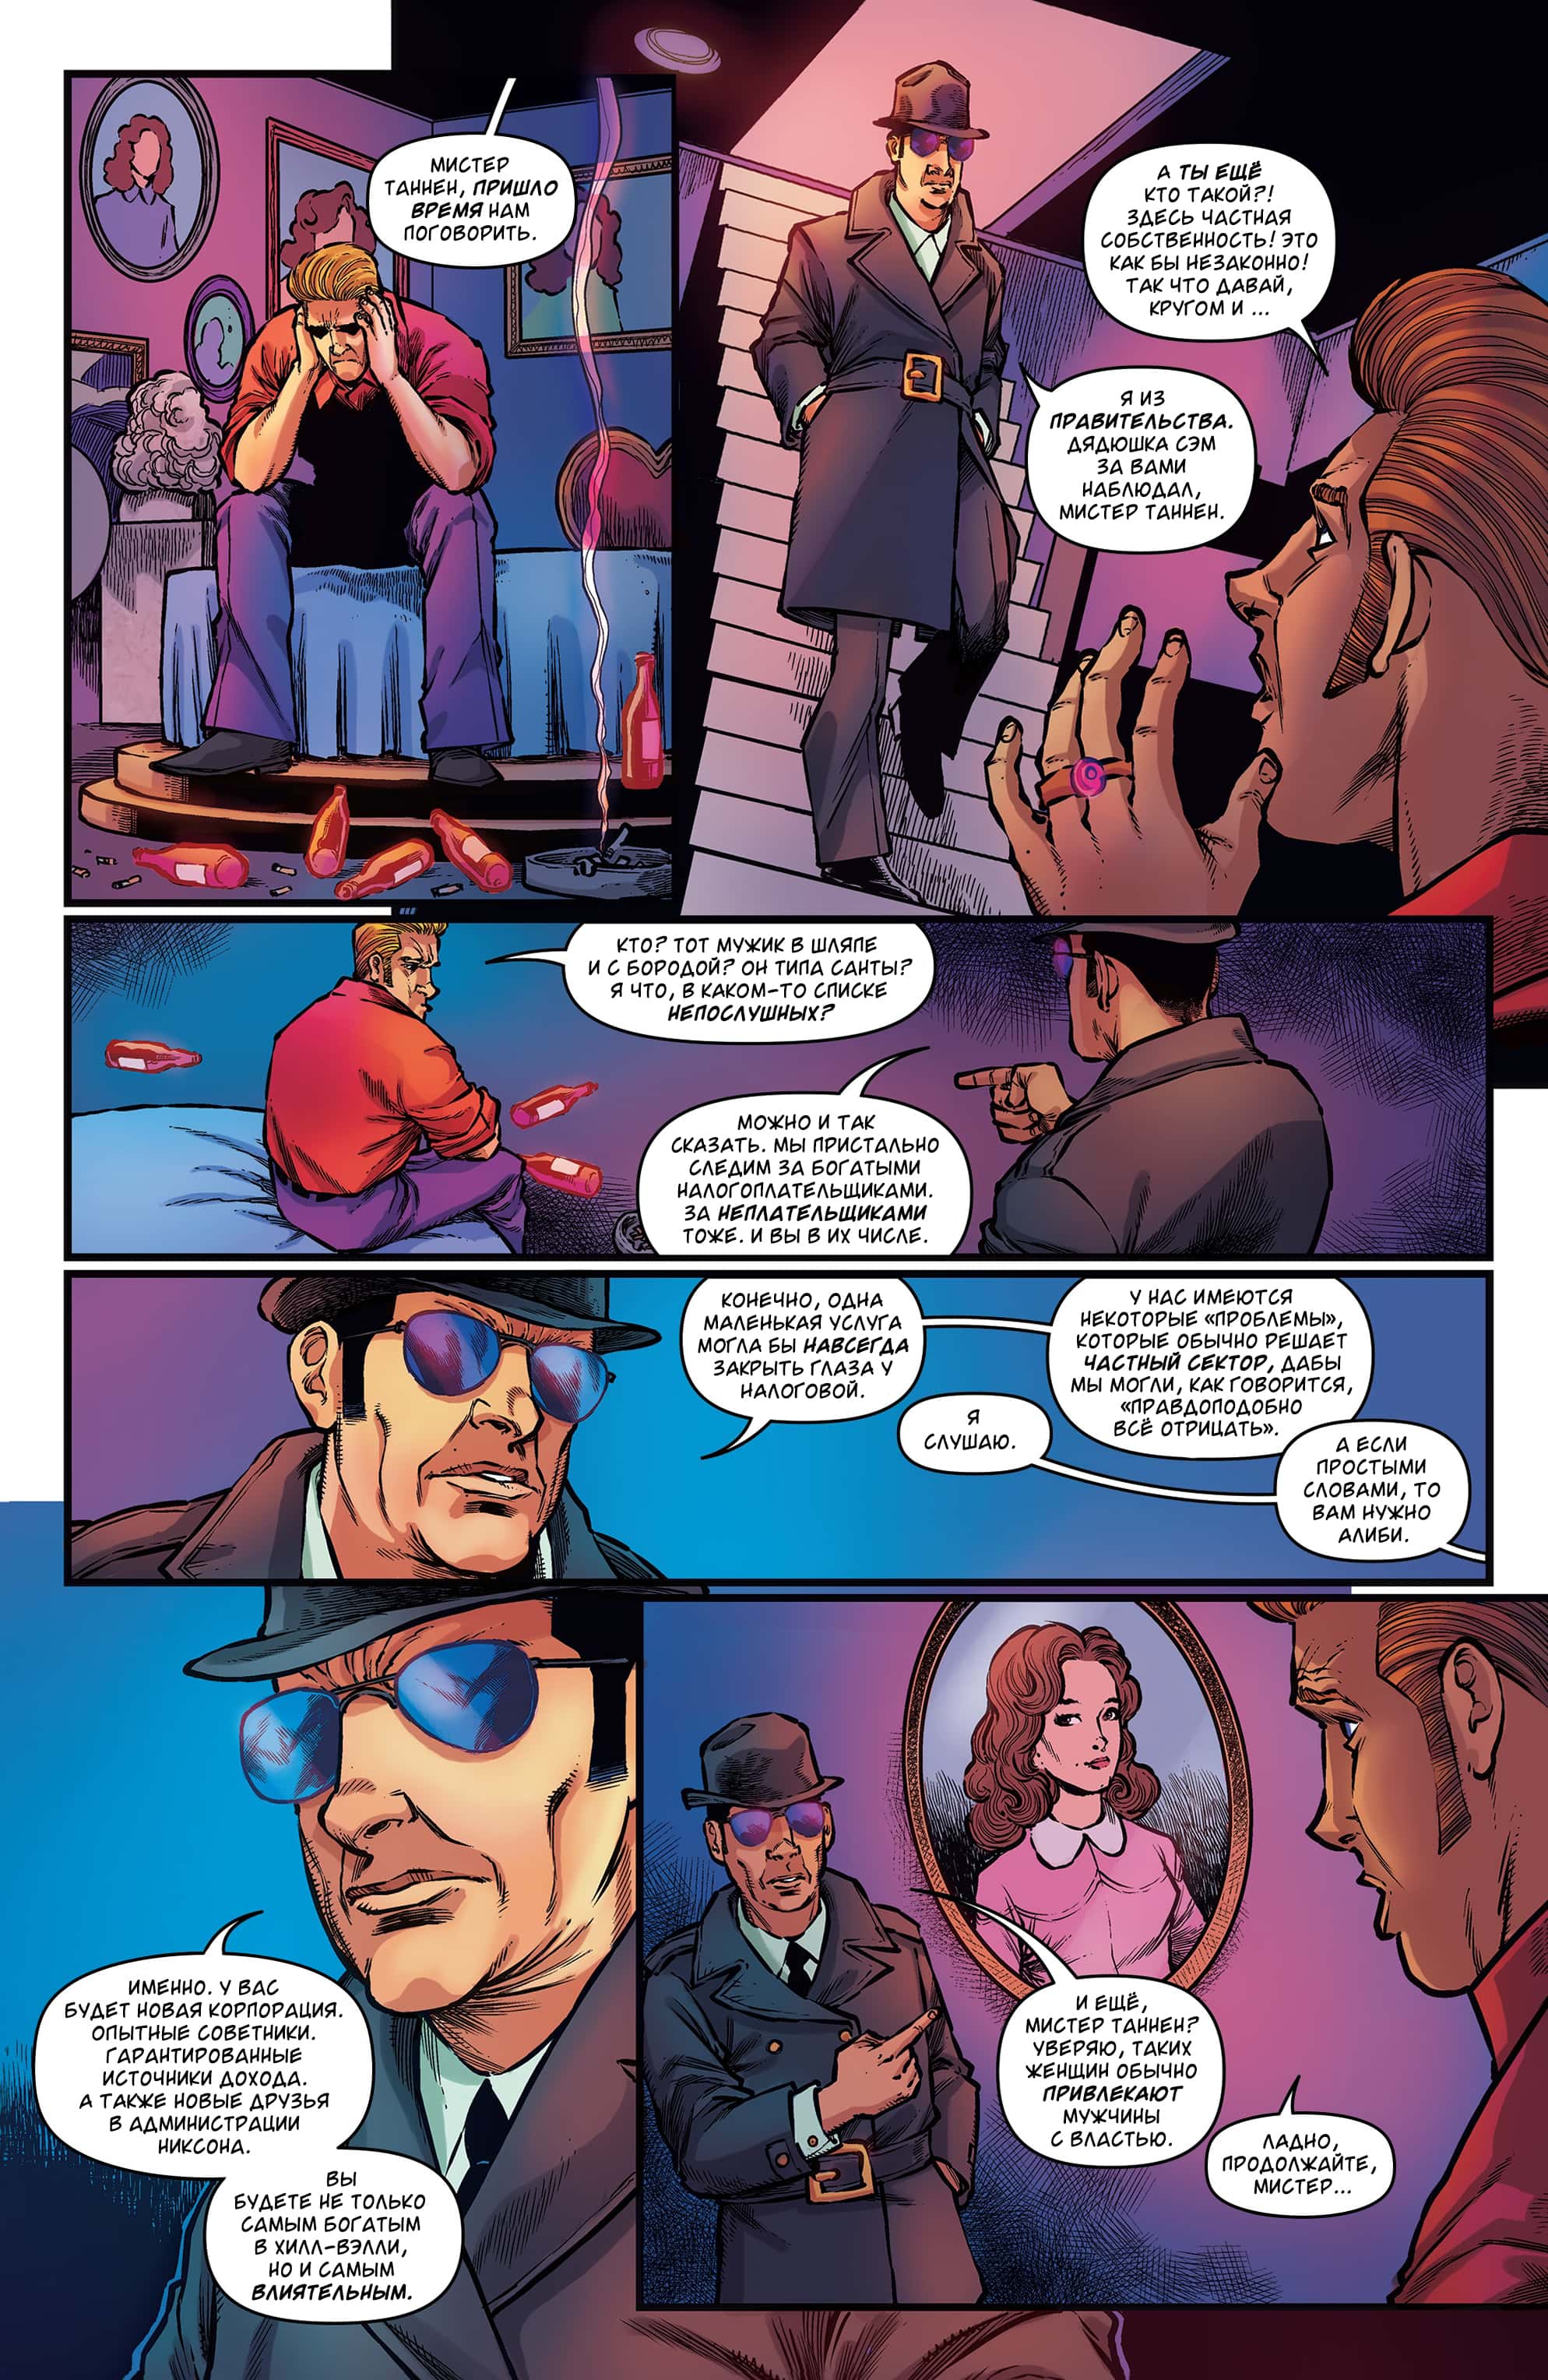 МИСТЕР
ТАННЕН, ПРИШЛО
ВРЕМЯ НАМ
ПОГОВОРИТЬ.
А ТЫ ЕЩЁ
КТО ТАКОЙ?!
ЗДЕСЬ ЧАСТНАЯ
СОБСТВЕННОСТЬ! ЭТО
КАК БЫ НЕЗАКОННО!
ТАК ЧТО ДАВАЙ,
КРУГОМ И ...
Я ИЗ
ПРАВИТЕЛЬСТВА.
ДЯДЮШКА СЭМ
ЗА ВАМИ
НАБЛЮДАЛ,
МИСТЕР ТАННЕН.
КТО? ТОТ МУЖИК В ШЛЯПЕ
И С БОРОДОЙ? ОН ТИПА САНТЫ?
Я ЧТО, В КАКОМ-ТО СПИСКЕ
НЕПОСЛУШНЫХ?
МОЖНО И ТАК
СКАЗАТЬ. МЫ ПРИСТАЛЬНО
СЛЕДИМ ЗА БОГАТЫМИ
НАЛОГОПЛАТЕЛЬЩИКАМИ.
ЗА НЕПЛАТЕЛЬЩИКАМИ
ТОЖЕ. И ВЫ В ИХ ЧИСЛЕ.
КОНЕЧНО, ОДНА
МАЛЕНЬКАЯ УСЛУГА
МОГЛА БЫ НАВСЕГДА
ЗАКРЫТЬ ГЛАЗА У
НАЛОГОВОЙ.
У НАС ИМЕЮТСЯ
НЕКОТОРЫЕ «ПРОБЛЕМЫ»,
КОТОРЫЕ ОБЫЧНО РЕШАЕТ
ЧАСТНЫЙ СЕКТОР, ДАБЫ
МЫ МОГЛИ, КАК ГОВОРИТСЯ,
«ПРАВДОПОДОБНО
ВСЁ ОТРИЦАТЬ».
Я
СЛУШАЮ.
А ЕСЛИ
ПРОСТЫМИ
СЛОВАМИ, ТО
ВАМ НУЖНО
АЛИБИ.
ИМЕННО. У ВАС
БУДЕТ НОВАЯ КОРПОРАЦИЯ.
ОПЫТНЫЕ СОВЕТНИКИ.
ГАРАНТИРОВАННЫЕ
ИСТОЧНИКИ ДОХОДА.
А ТАКЖЕ НОВЫЕ ДРУЗЬЯ
В АДМИНИСТРАЦИИ
НИКСОНА.
ВЫ
БУДЕТЕ НЕ ТОЛЬКО
САМЫМ БОГАТЫМ
В ХИЛЛ-ВЭЛЛИ,
НО И САМЫМ
ВЛИЯТЕЛЬНЫМ.
И ЕЩЁ,
МИСТЕР ТАННЕН?
УВЕРЯЮ, ТАКИХ
ЖЕНЩИН ОБЫЧНО
ПРИВЛЕКАЮТ
МУЖЧИНЫ
С ВЛАСТЬЮ.
ЛАДНО,
ПРОДОЛЖАЙТЕ,
МИСТЕР...